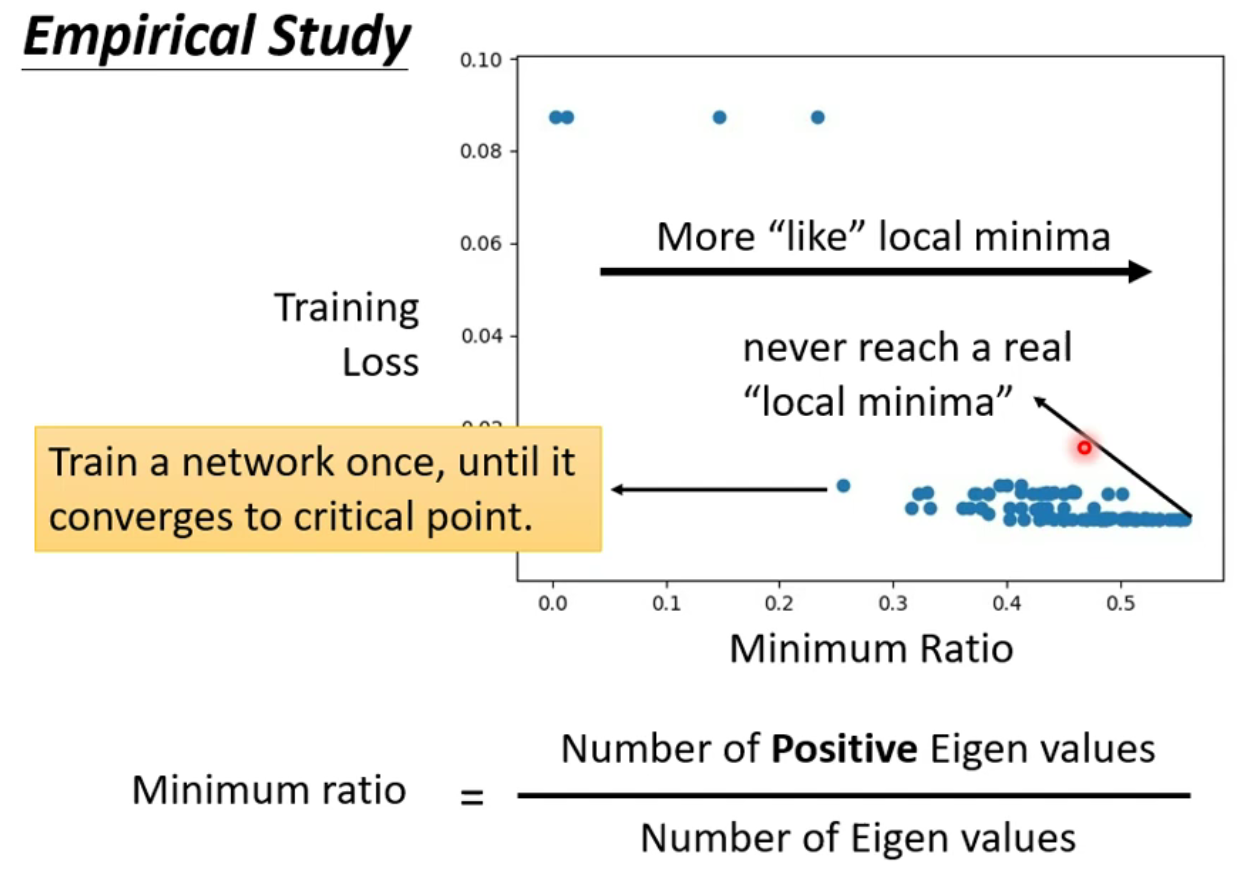 Empirical Study
0.10
0.08
0.06
0.04
More “like” local minima
Training
Loss
never reach a real
“local minima”
Train a network once, until it
converges to critical point.
0.0 0.1 0.2 0.3 0.4 0.5
Minimum Ratio
Number of Positive Eigen values
Minimum ratio =
Number of Eigen values